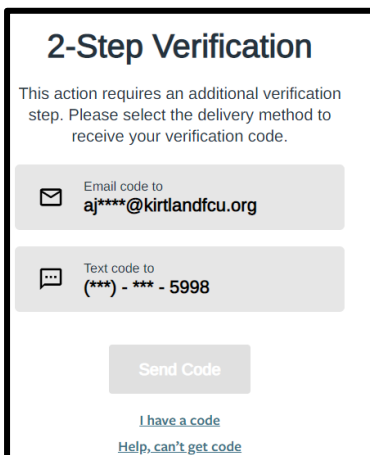 2-Step Verification
This action requires an additional verification
step. Please select the delivery method to
receive your verification code.
Email code to
aj****@kirtlandfcu.org
Text code to
(***) - *** - 5998
Send Code
I have a code
Help, can't get code